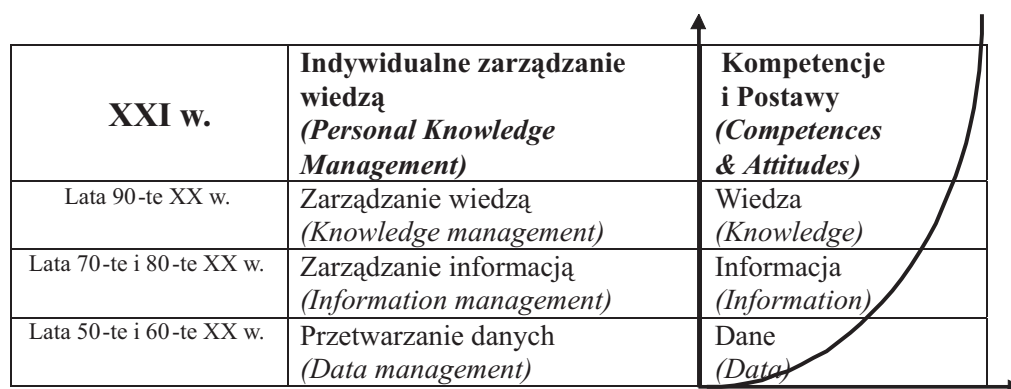 XXI w.
Indywidualne zarządzanie
wiedzą
(Personal Knowledge
Management)
Kompetencje
i Postawy
(Competences
& Attitudes)
Lata 90-te XX w.
Zarządzanie wiedzą
(Knowledge management)
Wiedza
(Knowledge)
Lata 70-te i 80-te XX w.
Zarządzanie informacją
(Information management)
Informacja
(Information)
Lata 50-te i 60-te XX w.
Przetwarzanie danych
(Data management)
Dane
(Data)